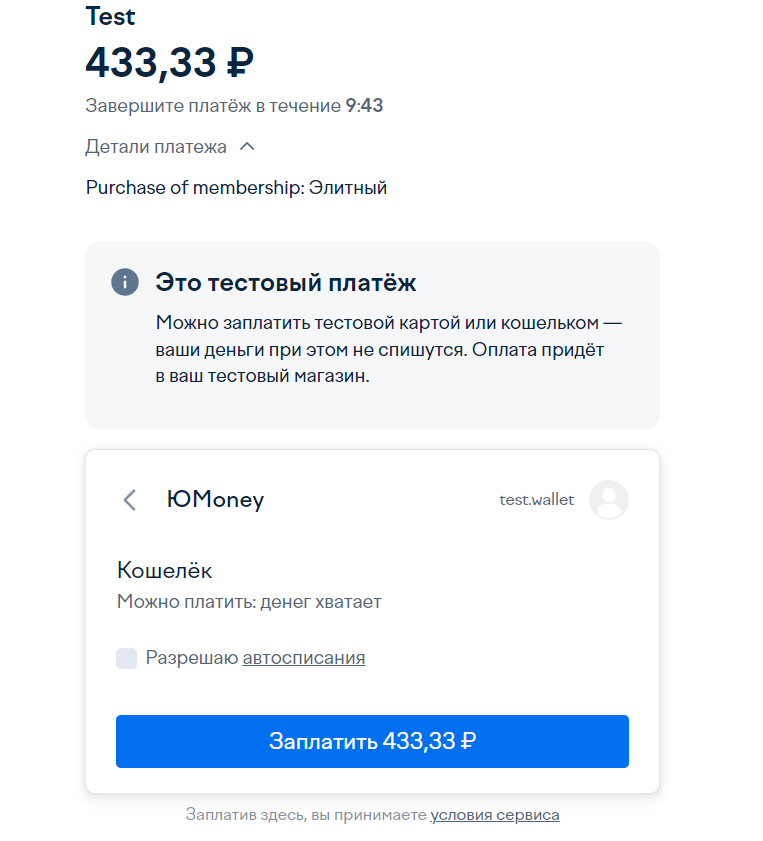 Test
433,33 ₽
Завершите платёж в течение 9:43
Детали платежа
Purchase of membership: Элитный
Это тестовый платёж
Можно заплатить тестовой картой или кошельком —
ваши деньги при этом не спишутся. Оплата придёт
в ваш тестовый магазин.
ЮMoney
test.wallet
Кошелёк
Можно платить: денег хватает
Разрешаю автосписания
Заплатить 433,33 ₽
Заплатив здесь, вы принимаете условия сервиса